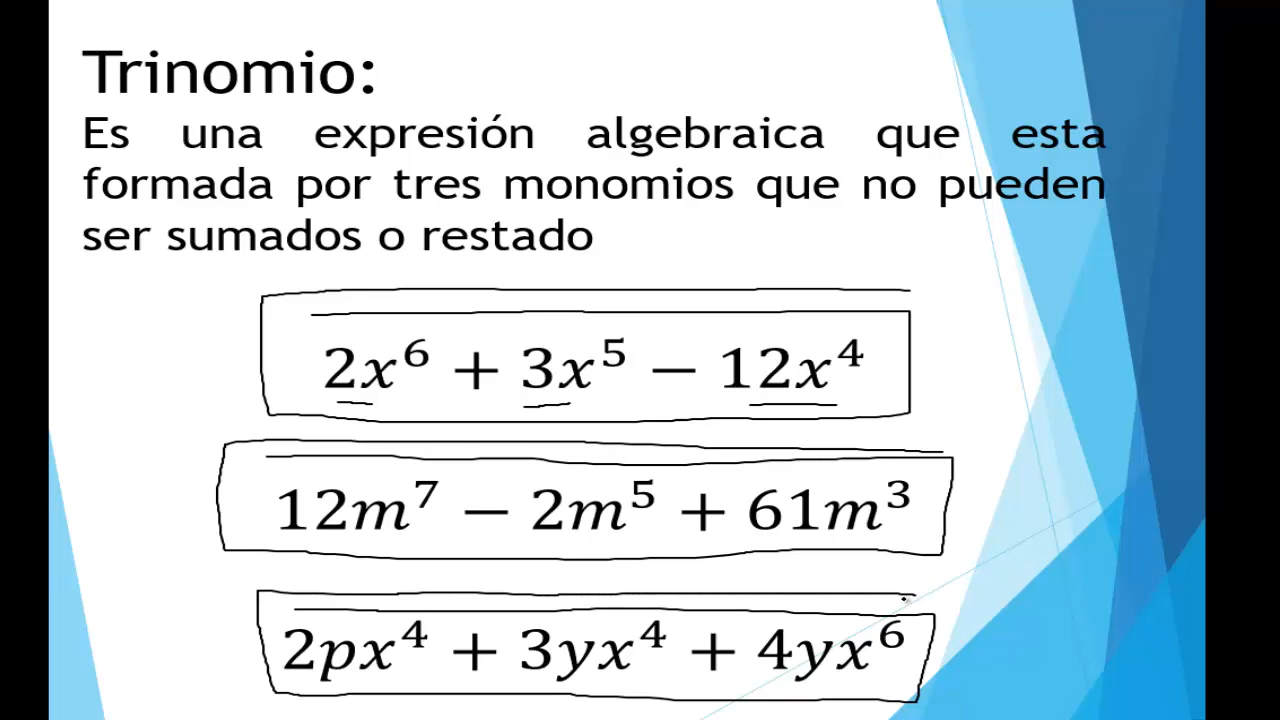 Trinomio:
Es una expresión algebraica que esta
formada por tres monomios que no pueden
ser sumados o restado
2x⁶ + 3x⁵ − 12x⁴
12m⁷ − 2m⁵ + 61m³
2px⁴ + 3yx⁴ + 4yx⁶